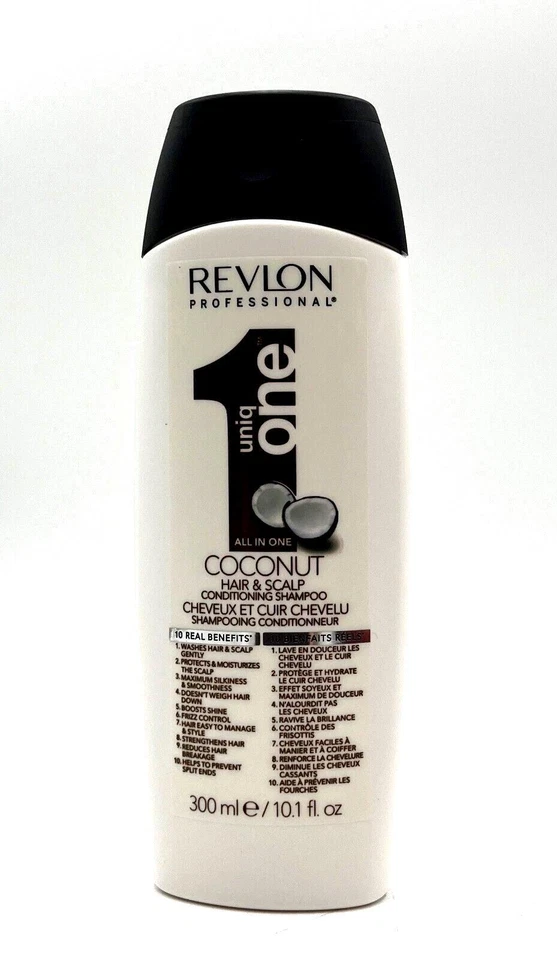 REVLON
PROFESSIONAL®
1
uniq
one™
ALL IN ONE
COCONUT
HAIR & SCALP
CONDITIONING SHAMPOO
CHEVEUX ET CUIR CHEVELU
SHAMPOOING CONDITIONNEUR
10 REAL BENEFITS*
1. WASHES HAIR & SCALP
GENTLY
2. PROTECTS & MOISTURIZES
THE SCALP
3. MAXIMUM SILKINESS
& SMOOTHNESS
4. DOESN'T WEIGH HAIR
DOWN
5. BOOSTS SHINE
6. FRIZZ CONTROL
7. HAIR EASY TO MANAGE
& STYLE
8. STRENGTHENS HAIR
9. REDUCES HAIR
BREAKAGE
10. HELPS TO PREVENT
SPLIT ENDS
RÉELS
1. LAVE EN DOUCEUR LES
CHEVEUX ET LE CUIR
CHEVELU
2. PROTÈGE ET HYDRATE
LE CUIR CHEVELU
3. EFFET SOYEUX ET
MAXIMUM DE DOUCEUR
4. N'ALOURDIT PAS
LES CHEVEUX
5. RAVIVE LA BRILLANCE
6. CONTRÔLE DES
FRISOTTIS
7. CHEVEUX FACILES À
MANIER ET À COIFFER
8. RENFORCE LA CHEVELURE
9. DIMINUE LES CHEVEUX
CASSANTS
10. AIDE À PRÉVENIR LES
FOURCHES
300 ml e / 10.1 fl. oz